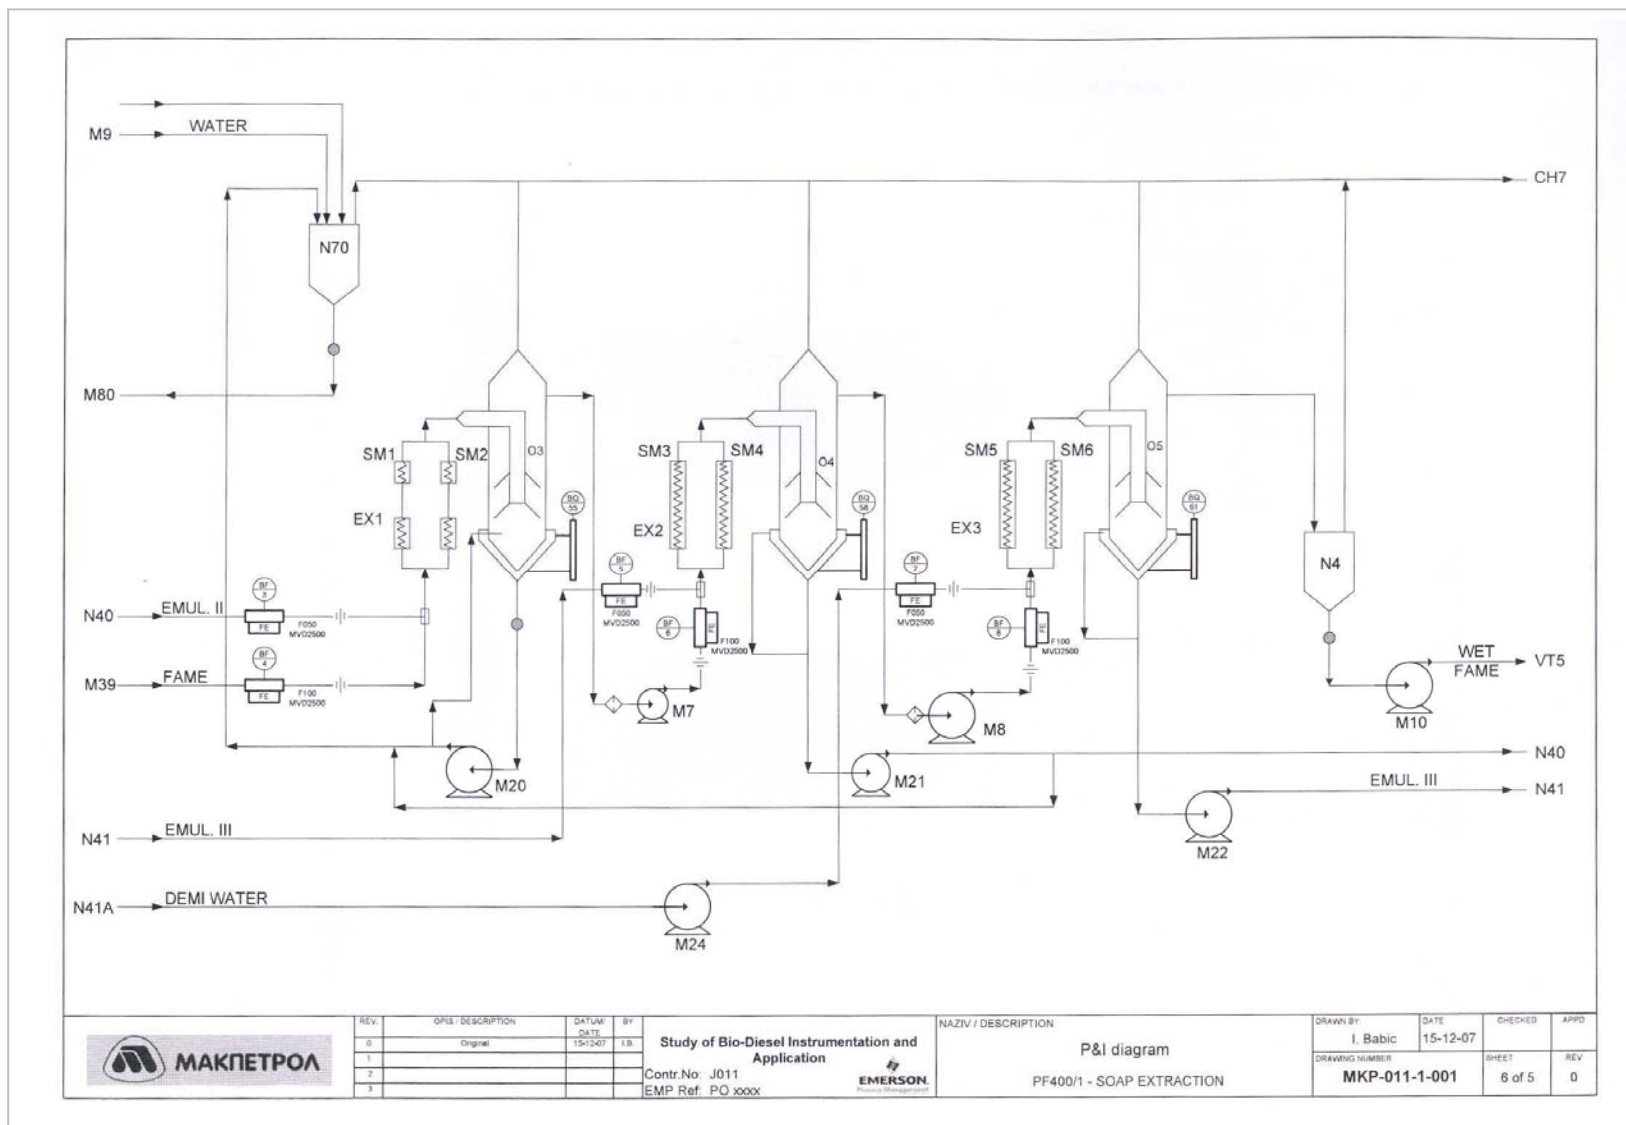 M9
WATER
CH7
N70
M80
SM1
SM2
O3
SM3
SM4
O4
SM5
SM6
O5
EX1
BQ
55
EX2
BQ
58
EX3
BQ
61
N4
BF
3
N40
EMUL. II
FE
F050
MVD2500
BF
4
M39
FAME
FE
F100
MVD2500
BF
5
FE
F050
MVD2500
BF
6
FE
F100
MVD2500
M7
BF
7
FE
F050
MVD2500
BF
8
FE
F100
MVD2500
M8
WET
FAME
VT5
M10
M20
M21
N40
EMUL. III
N41
N41
EMUL. III
M22
N41A
DEMI WATER
M24
МАКПЕТРОЛ
REV.
OPIS / DESCRIPTION
DATUM/
DATE
BY
0
Original
15-12-07
I.B.
1
2
3
Study of Bio-Diesel Instrumentation and
Application
Contr.No: J011
EMP Ref: PO xxxx
EMERSON.
Process Management
NAZIV / DESCRIPTION
P&I diagram
PF400/1 - SOAP EXTRACTION
DRAWN BY:
I. Babic
DATE
15-12-07
CHECKED
APPD
DRAWING NUMBER
MKP-011-1-001
SHEET
6 of 5
REV
0